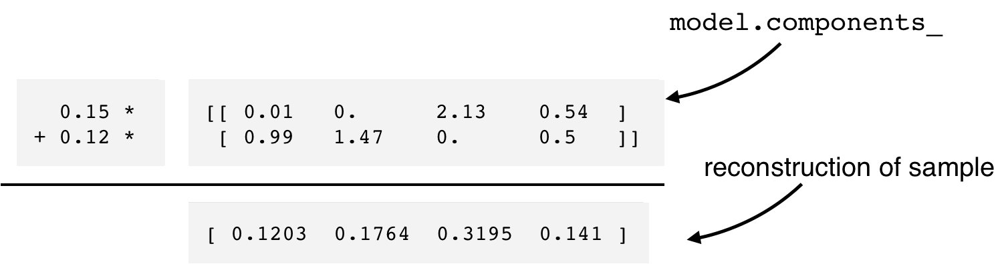 model.components_
0.15 * [[ 0.01 0. 2.13 0.54 ]
+ 0.12 * [ 0.99 1.47 0. 0.5 ]]
reconstruction of sample
[ 0.1203 0.1764 0.3195 0.141 ]